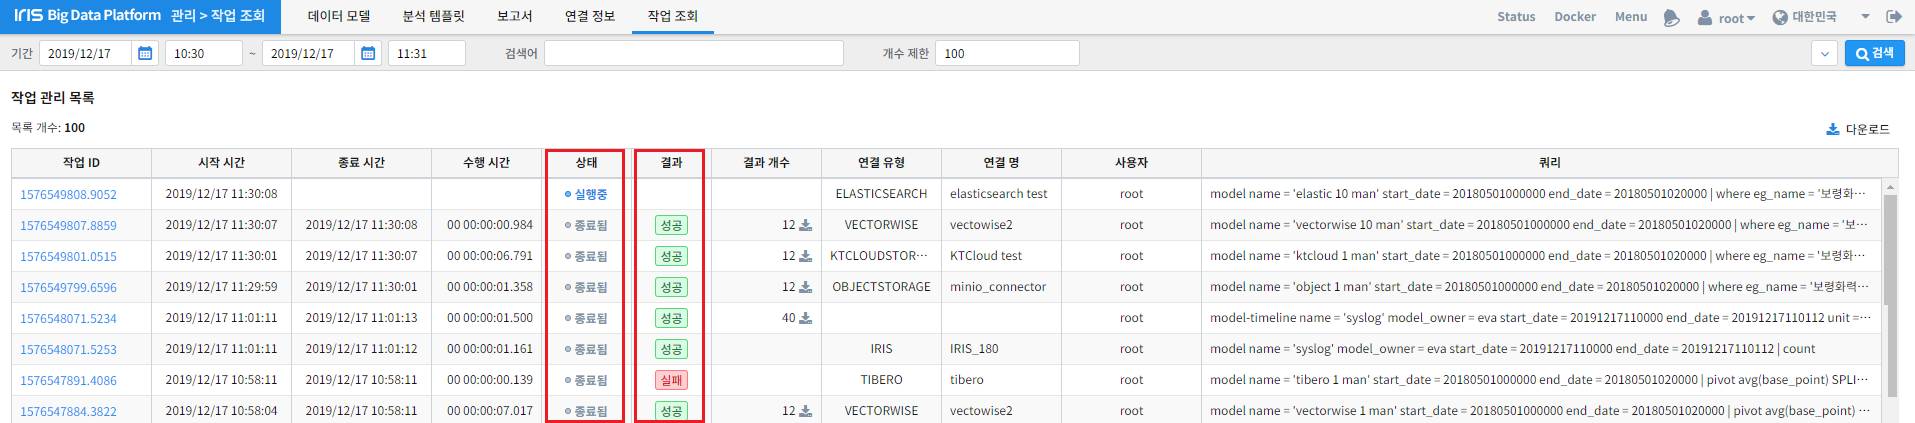 IRIS Big Data Platform 관리 > 작업 조회 데이터 모델 분석 템플릿 보고서 연결 정보 작업 조회 Status Docker Menu root 대한민국
기간 2019/12/17 10:30 ~ 2019/12/17 11:31 검색어 개수 제한 100 검색
작업 관리 목록
목록 개수: 100 다운로드
작업 ID 시작 시간 종료 시간 수행 시간 상태 결과 결과 개수 연결 유형 연결 명 사용자 쿼리
1576549808.9052 2019/12/17 11:30:08 실행중 ELASTICSEARCH elasticsearch test root model name = 'elastic 10 man' start_date = 20180501000000 end_date = 20180501020000 | where eg_name = '보령화⋯
1576549807.8859 2019/12/17 11:30:07 2019/12/17 11:30:08 00 00:00:00.984 종료됨 성공 12 VECTORWISE vectowise2 root model name = 'vectorwise 10 man' start_date = 20180501000000 end_date = 20180501020000 | where eg_name = '보⋯
1576549801.0515 2019/12/17 11:30:01 2019/12/17 11:30:07 00 00:00:06.791 종료됨 성공 12 KTCLOUDSTOR⋯ KTCloud test root model name = 'ktcloud 1 man' start_date = 20180501000000 end_date = 20180501020000 | where eg_name = '보령화⋯
1576549799.6596 2019/12/17 11:29:59 2019/12/17 11:30:01 00 00:00:01.358 종료됨 성공 12 OBJECTSTORAGE minio_connector root model name = 'object 1 man' start_date = 20180501000000 end_date = 20180501020000 | where eg_name = '보령화력⋯
1576548071.5234 2019/12/17 11:01:11 2019/12/17 11:01:13 00 00:00:01.500 종료됨 성공 40 root model-timeline name = 'syslog' model_owner = eva start_date = 20191217110000 end_date = 20191217110112 unit =⋯
1576548071.5253 2019/12/17 11:01:11 2019/12/17 11:01:12 00 00:00:01.161 종료됨 성공 IRIS IRIS_180 root model name = 'syslog' model_owner = eva start_date = 20191217110000 end_date = 20191217110112 | count
1576547891.4086 2019/12/17 10:58:11 2019/12/17 10:58:11 00 00:00:00.139 종료됨 실패 TIBERO tibero root model name = 'tibero 1 man' start_date = 20180501000000 end_date = 20180501020000 | pivot avg(base_point) SPLI⋯
1576547884.3822 2019/12/17 10:58:04 2019/12/17 10:58:11 00 00:00:07.017 종료됨 성공 12 VECTORWISE vectowise2 root model name = 'vectorwise 1 man' start_date = 20180501000000 end_date = 20180501020000 | pivot avg(base_point) ⋯